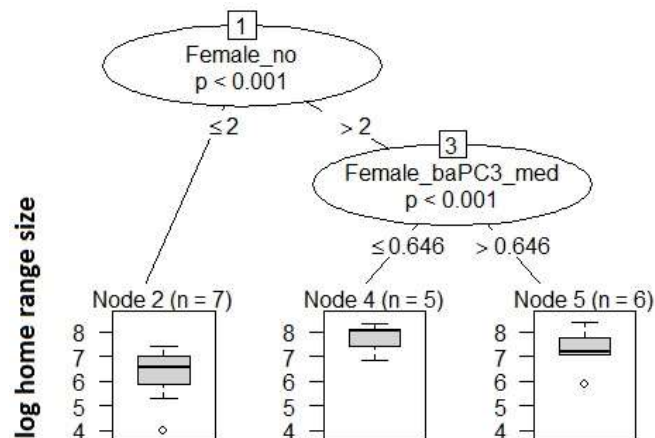 1
Female_no
p < 0.001
≤ 2 > 2
3
Female_baPC3_med
p < 0.001
≤ 0.646 > 0.646
log home range size
Node 2 (n = 7) Node 4 (n = 5) Node 5 (n = 6)
8 8 8
7 7 7
6 6 6
5 5 5
4 4 4